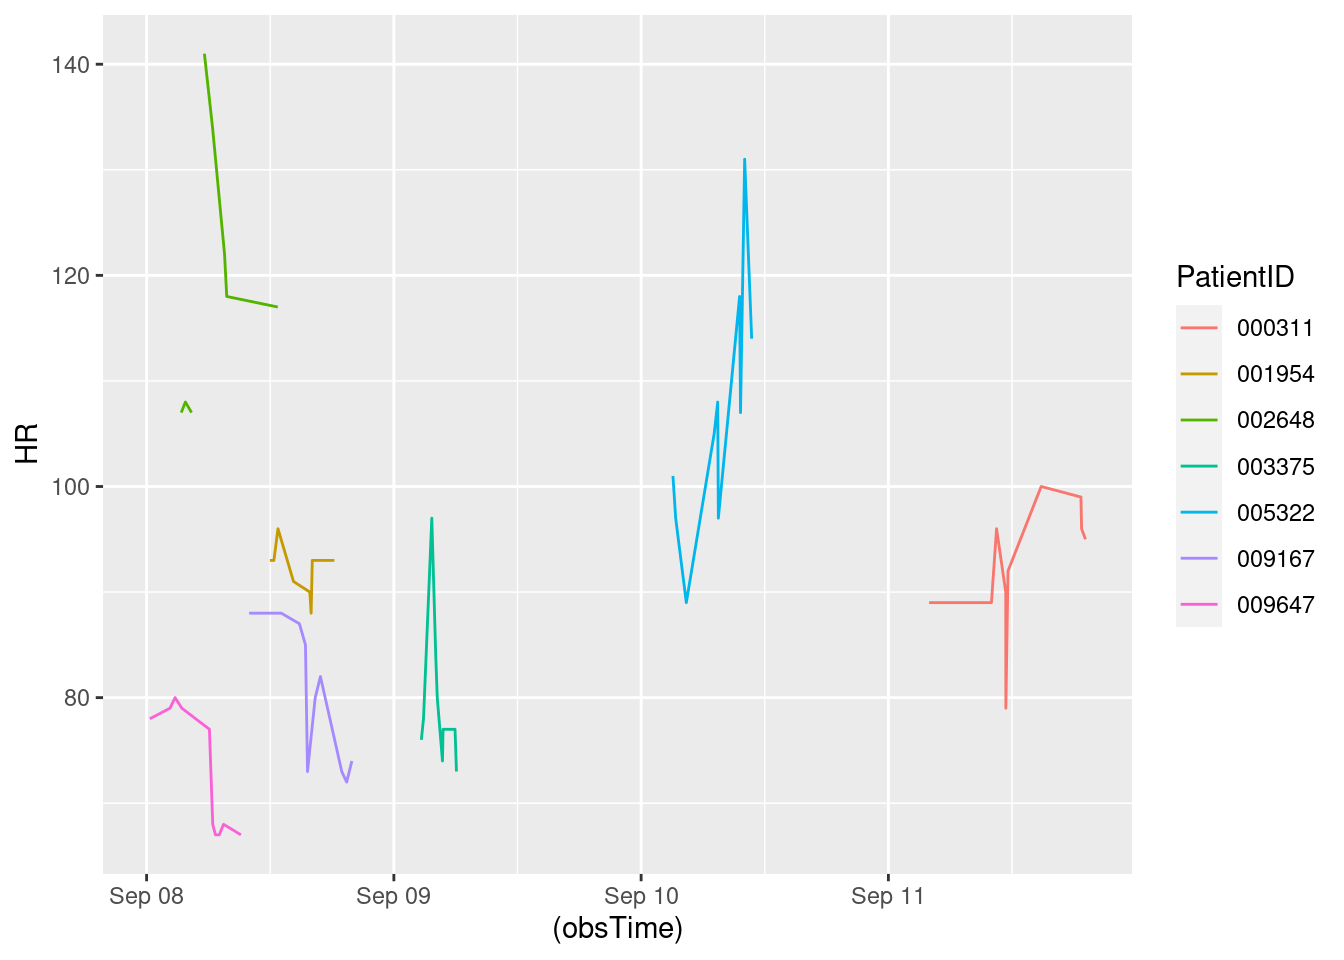 140
120
100
80
HR
Sep 08
Sep 09
Sep 10
Sep 11
(obsTime)
PatientID
000311
001954
002648
003375
005322
009167
009647